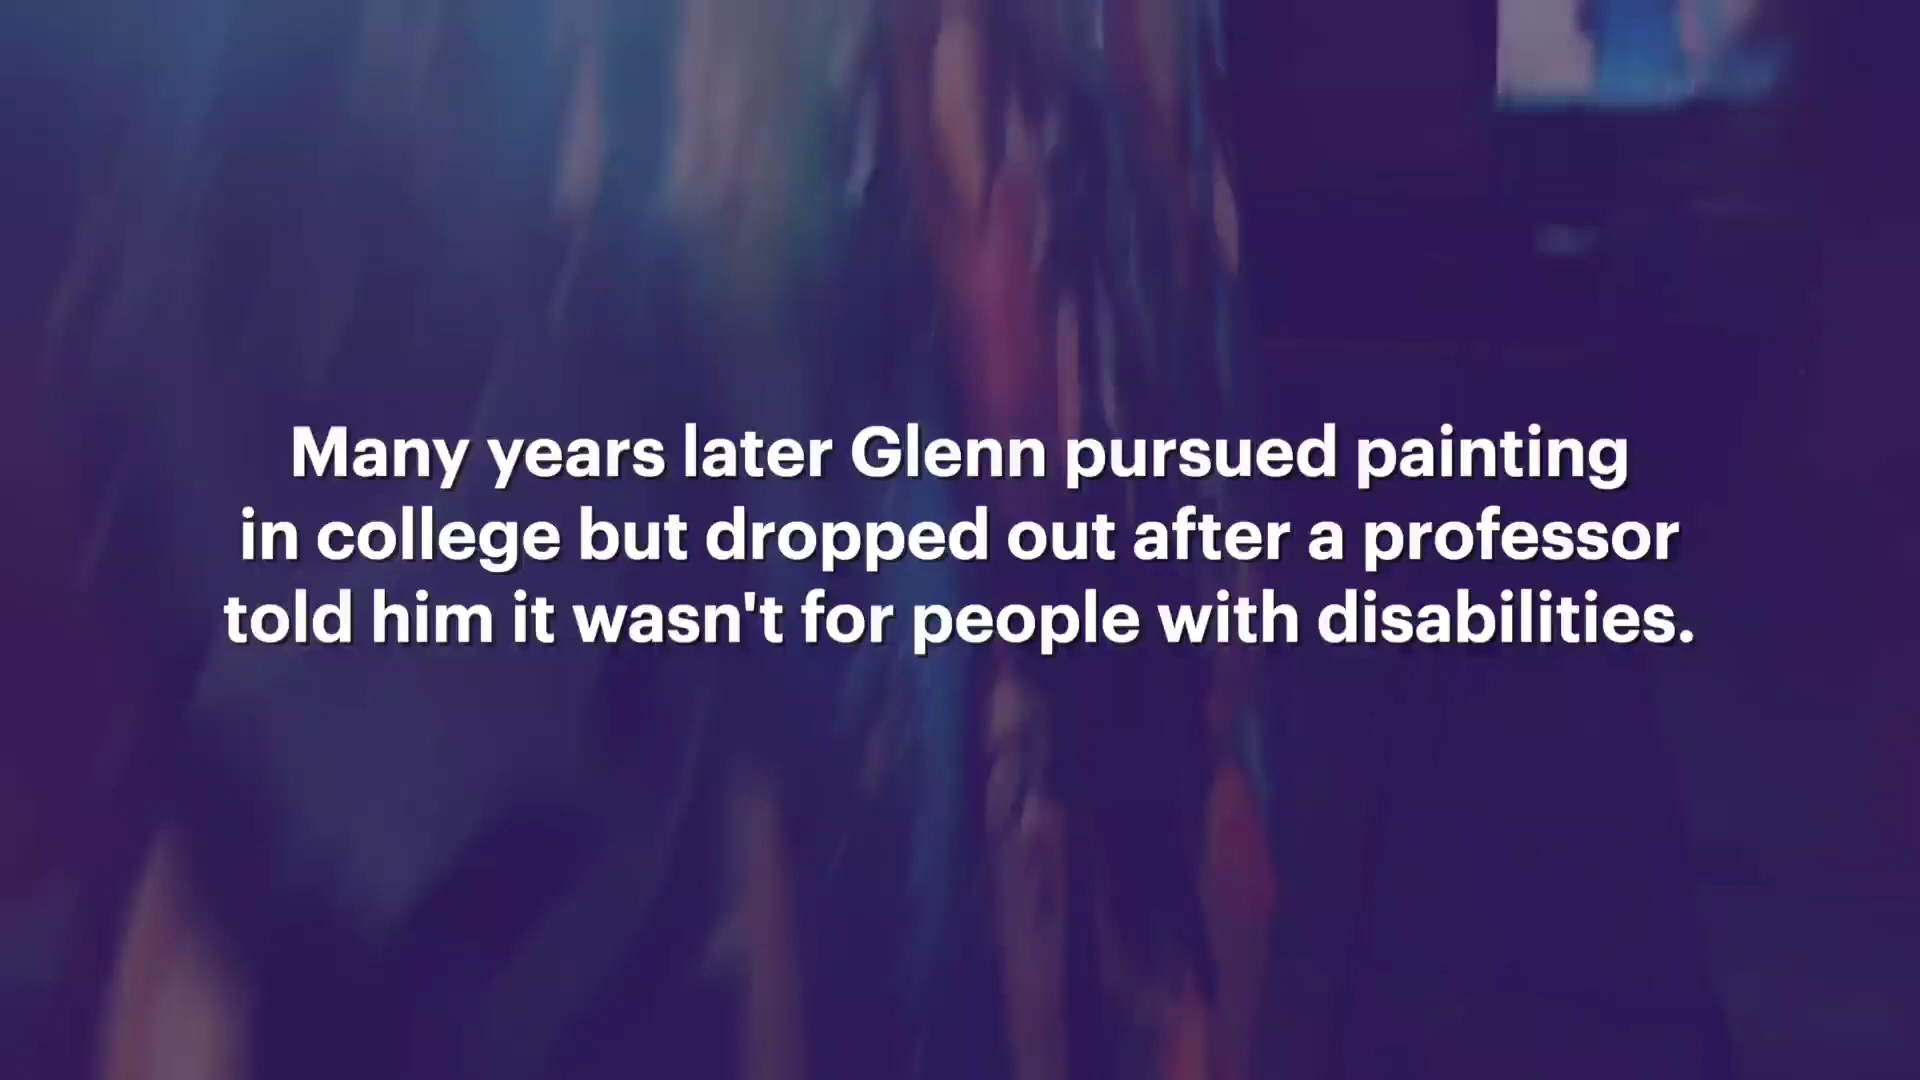 Many years later Glenn pursued painting
in college but dropped out after a professor
told him it wasn't for people with disabilities.